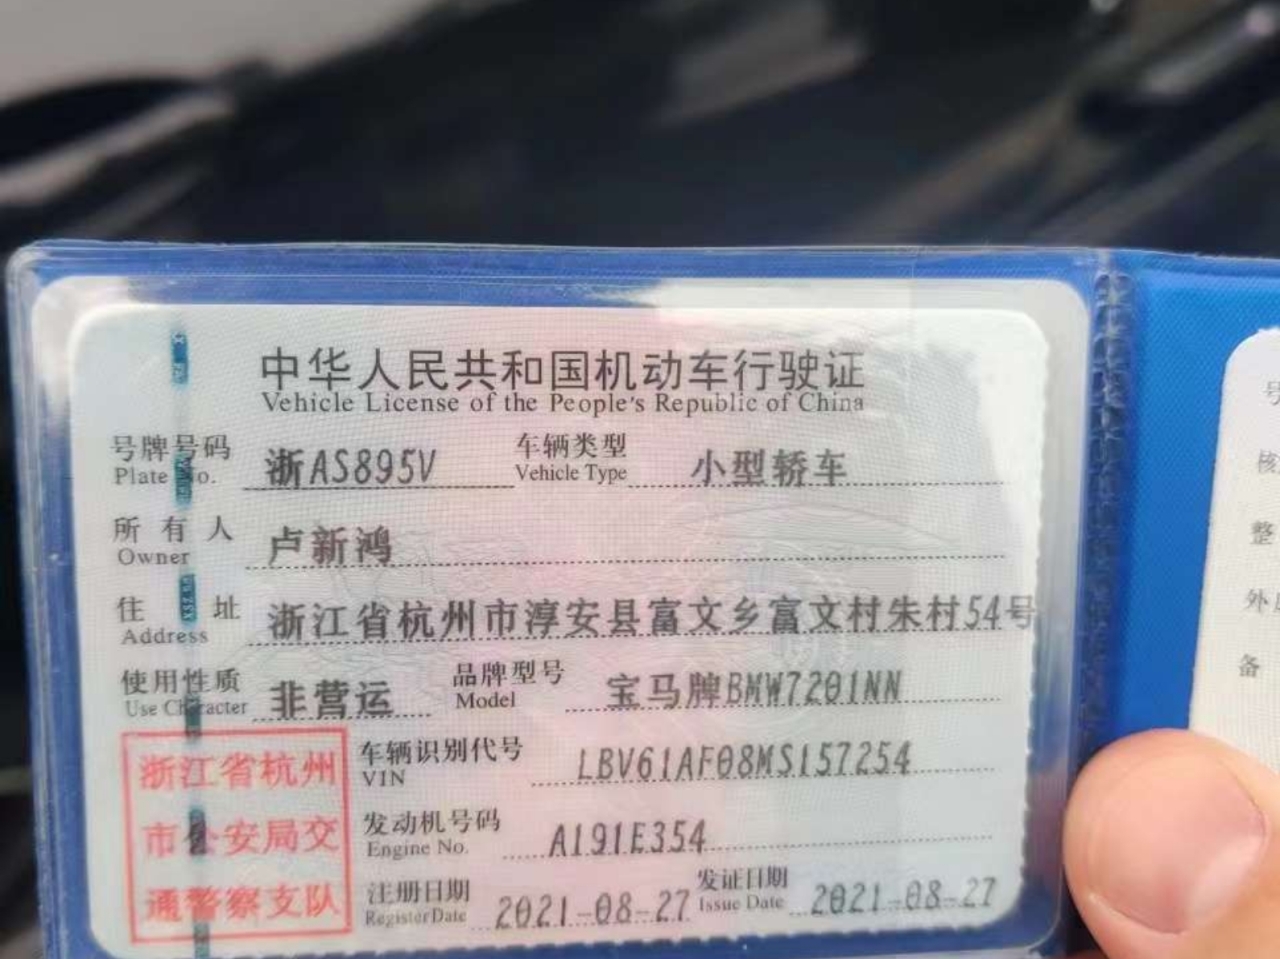 中华人民共和国机动车行驶证
Vehicle License of the People's Republic of China
号牌号码 浙AS895V 车辆类型 小型轿车
Plate No. Vehicle Type
所有人 卢新鸿
Owner
住址 浙江省杭州市淳安县富文乡富文村朱村54号
Address
使用性质 非营运 品牌型号 宝马牌BMW7201NN
Use Character Model
浙江省杭州
市公安局交
通警察支队
车辆识别代号 LBV61AF08MS157254
VIN
发动机号码 A191E354
Engine No.
注册日期 2021-08-27 发证日期 2021-08-27
Register Date Issue Date
号
核
整
外
备